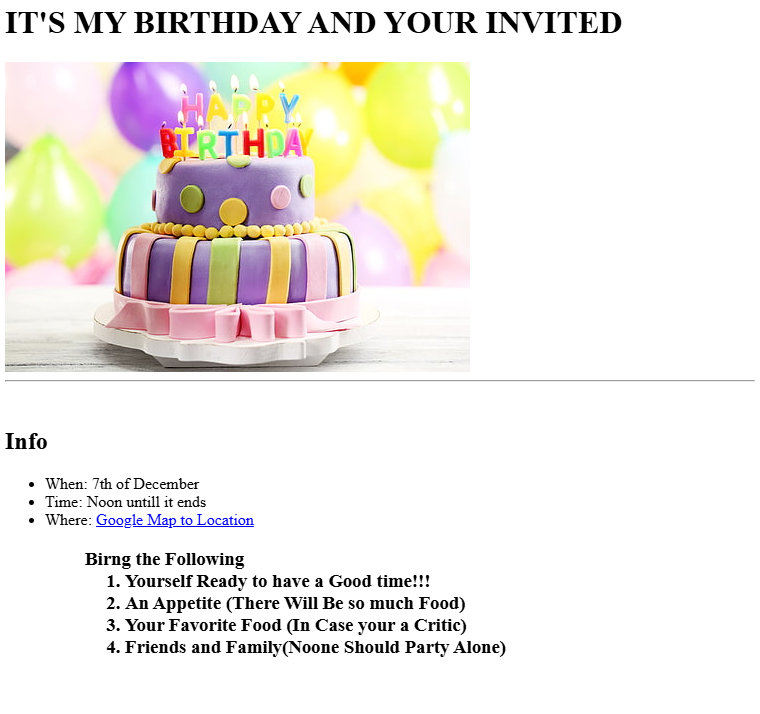 IT'S MY BIRTHDAY AND YOUR INVITED
HAPPY
BIRTHDAY
Info
When: 7th of December
Time: Noon untill it ends
Where: Google Map to Location
Birng the Following
1. Yourself Ready to have a Good time!!!
2. An Appetite (There Will Be so much Food)
3. Your Favorite Food (In Case your a Critic)
4. Friends and Family(Noone Should Party Alone)